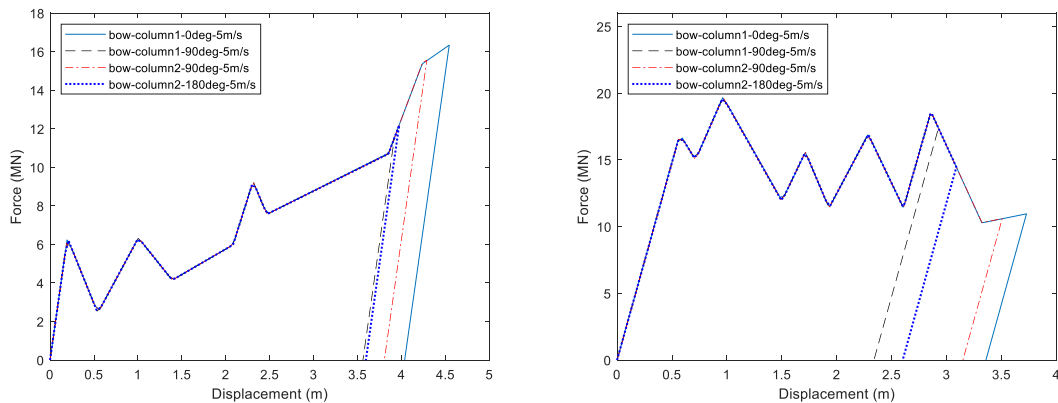 18
16
14
12
10
8
6
4
2
0
Force (MN)
bow-column1-0deg-5m/s
bow-column1-90deg-5m/s
bow-column2-90deg-5m/s
bow-column2-180deg-5m/s
0 0.5 1 1.5 2 2.5 3 3.5 4 4.5 5
Displacement (m)
25
20
15
10
5
0
Force (MN)
bow-column1-0deg-5m/s
bow-column1-90deg-5m/s
bow-column2-90deg-5m/s
bow-column2-180deg-5m/s
0 0.5 1 1.5 2 2.5 3 3.5 4
Displacement (m)